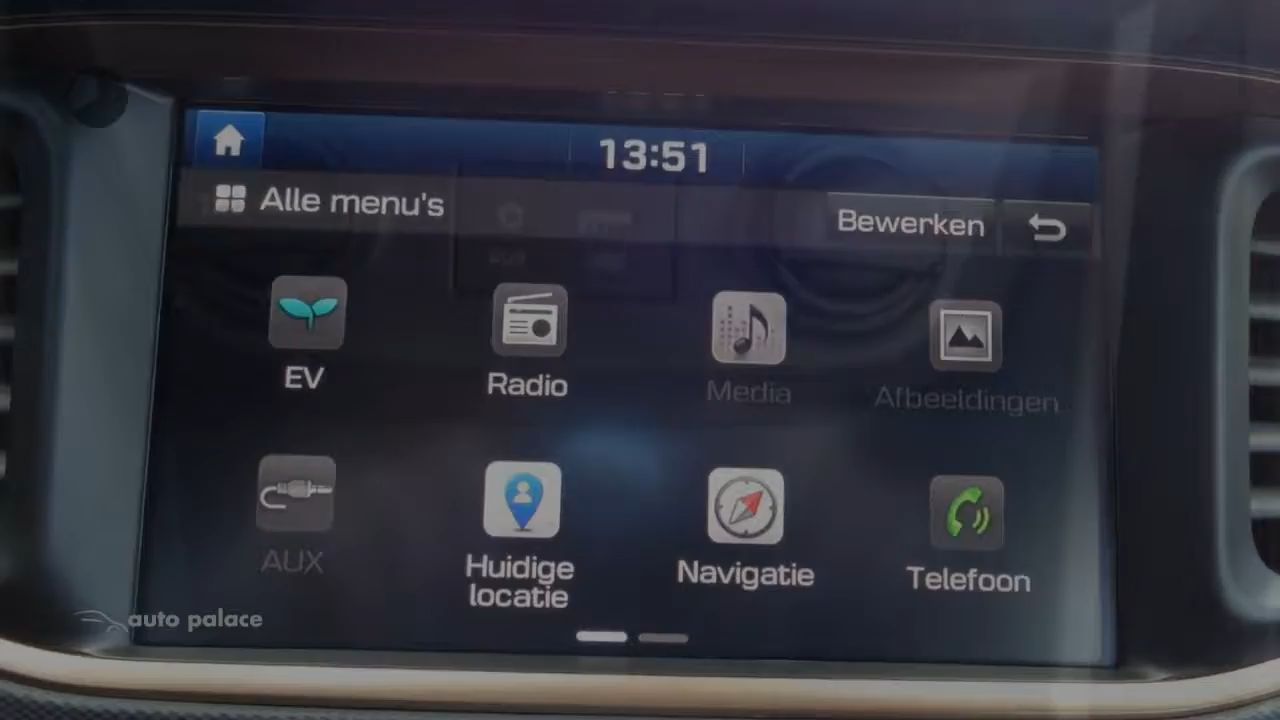 13:51
Alle menu's
Bewerken
EV
Radio
Media
Afbeeldingen
AUX
Huidige
locatie
Navigatie
Telefoon
auto palace